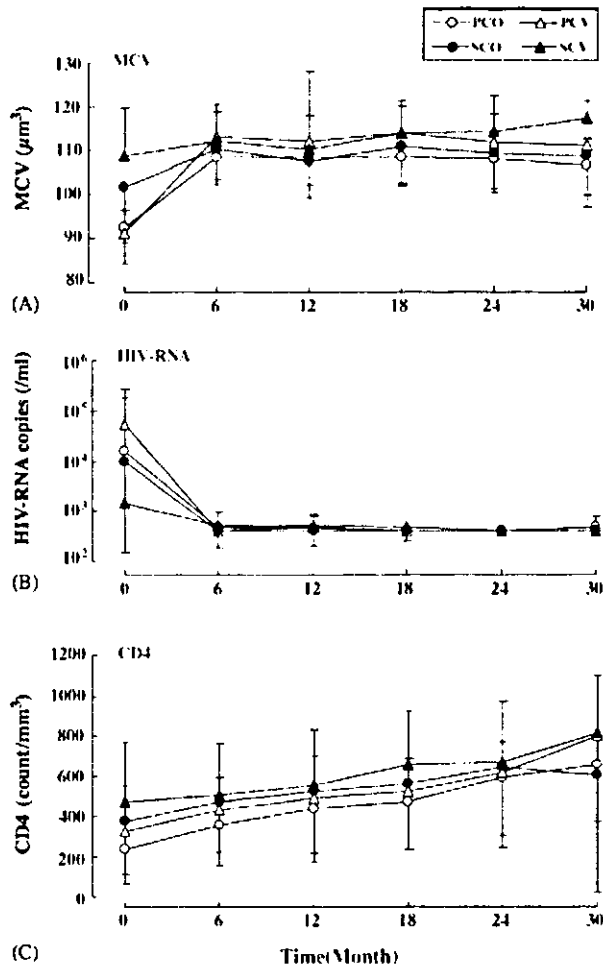 PCO PCV
SCO SCV
MCV
130
120
110
100
90
80
MCV (μm³)
0 6 12 18 24 30
(A)
HIV-RNA
10⁶
10⁵
10⁴
10³
10²
HIV-RNA copies (/ml)
0 6 12 18 24 30
(B)
CD4
1200
1000
800
600
400
200
0
CD4 (count/mm³)
0 6 12 18 24 30
(C)
Time(Month)